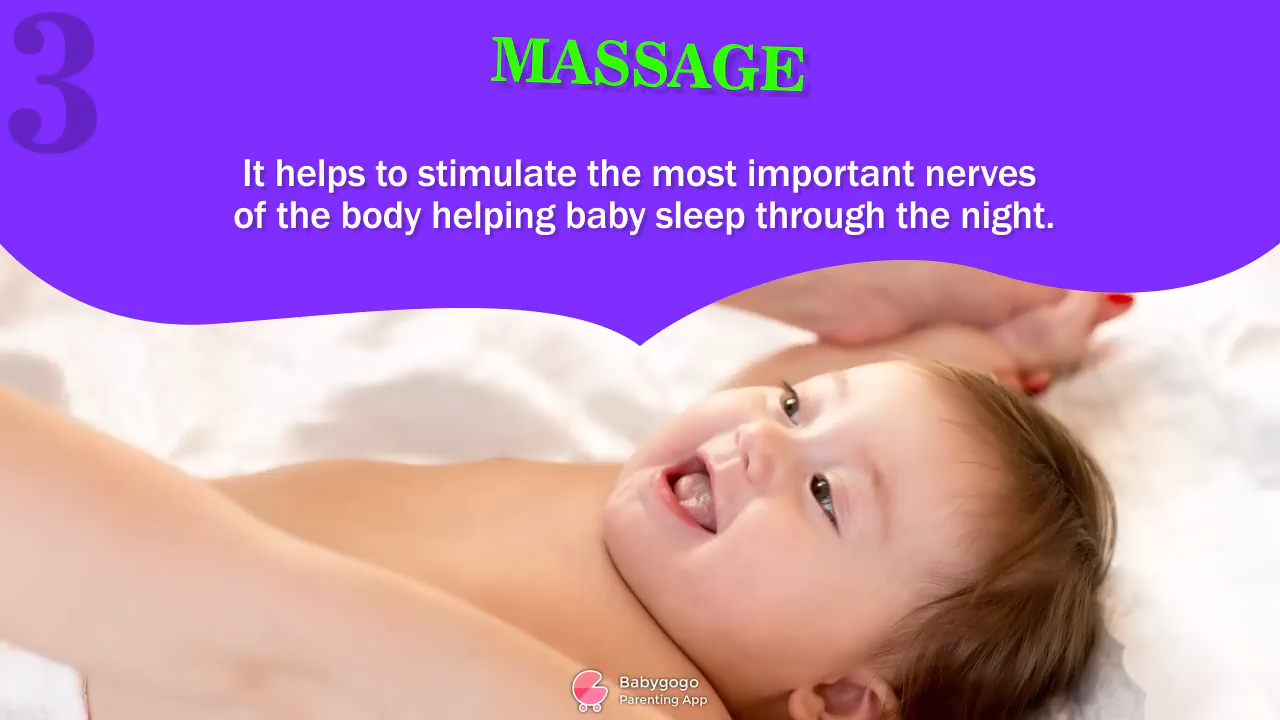 3
MASSAGE
It helps to stimulate the most important nerves
of the body helping baby sleep through the night.
Babygogo
Parenting App